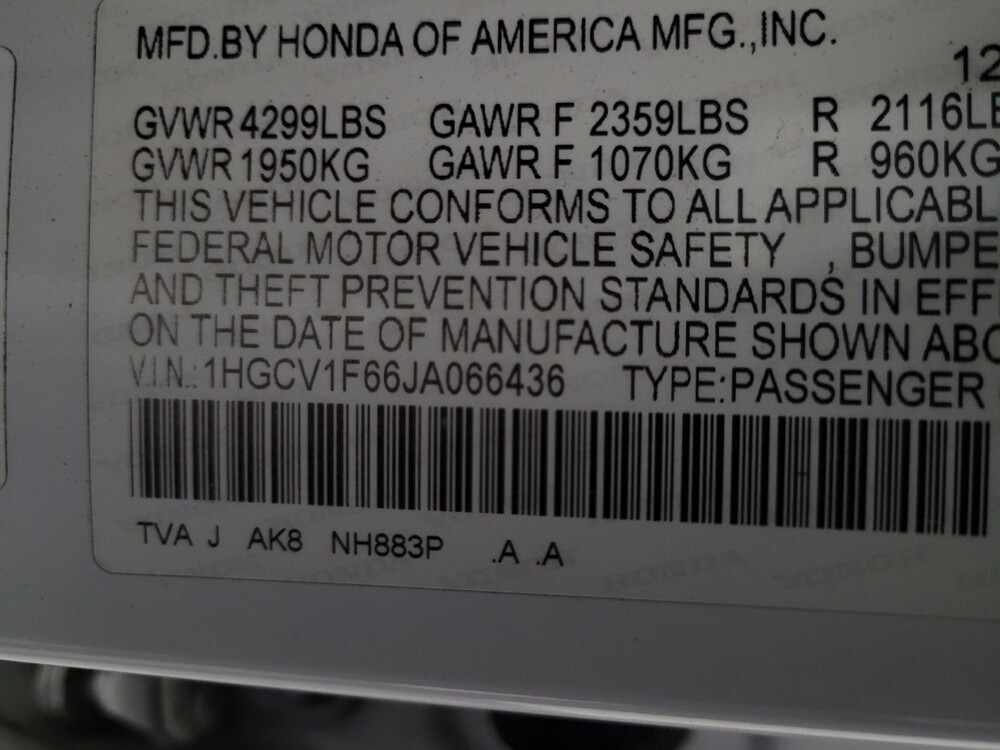 MFD.BY HONDA OF AMERICA MFG.,INC.
12
GVWR 4299LBS GAWR F 2359LBS R 2116LB
GVWR 1950KG GAWR F 1070KG R 960KG
THIS VEHICLE CONFORMS TO ALL APPLICABL
FEDERAL MOTOR VEHICLE SAFETY , BUMPE
AND THEFT PREVENTION STANDARDS IN EFF
ON THE DATE OF MANUFACTURE SHOWN ABO
V.I.N.:1HGCV1F66JA066436 TYPE:PASSENGER
TVA J AK8 NH883P .A .A
HONDA HONDA